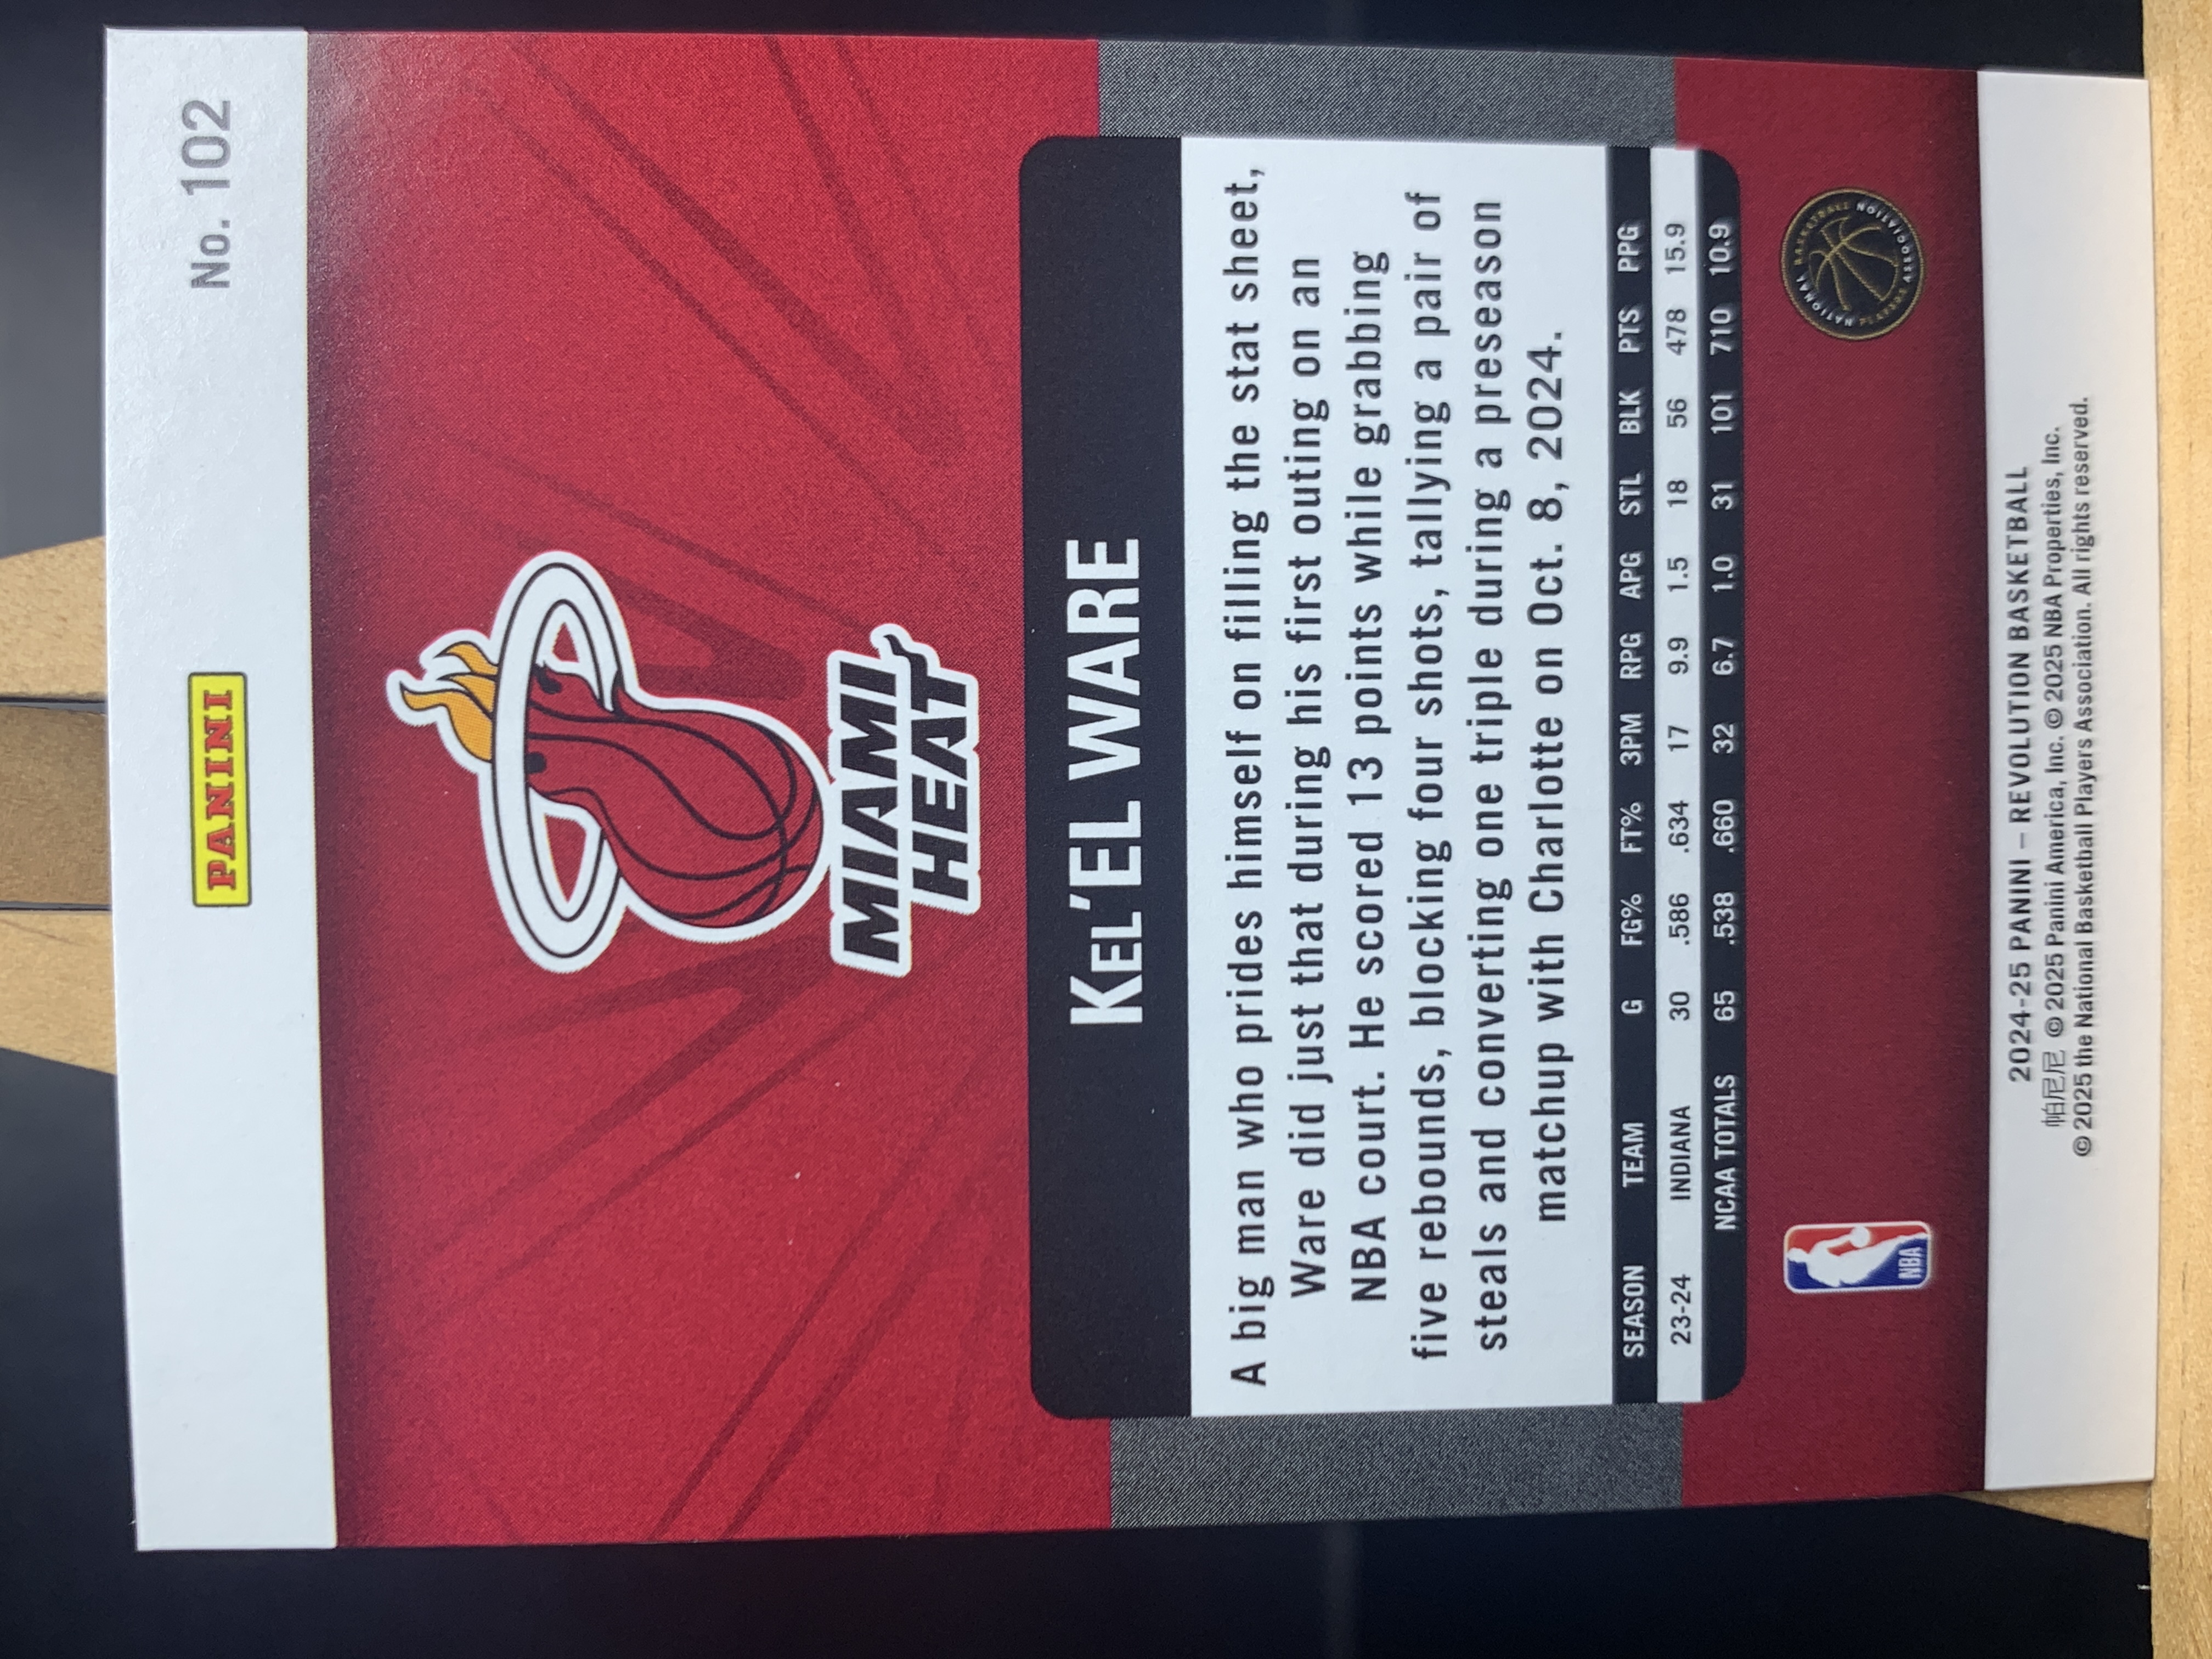 No. 102
PANINI
MIAMI
HEAT
KEL'EL WARE
A big man who prides himself on filling the stat sheet,
Ware did just that during his first outing on an
NBA court. He scored 13 points while grabbing
five rebounds, blocking four shots, tallying a pair of
steals and converting one triple during a preseason
matchup with Charlotte on Oct. 8, 2024.
SEASON TEAM G FG% FT% 3PM RPG APG STL BLK PTS PPG
23-24 INDIANA 30 .586 .634 17 9.9 1.5 18 56 478 15.9
NCAA TOTALS 65 .538 .660 32 6.7 1.0 31 101 710 10.9
NBA
NATIONAL BASKETBALL PLAYERS ASSOCIATION
2024-25 PANINI – REVOLUTION BASKETBALL
帕尼尼 © 2025 Panini America, Inc. © 2025 NBA Properties, Inc.
© 2025 the National Basketball Players Association. All rights reserved.